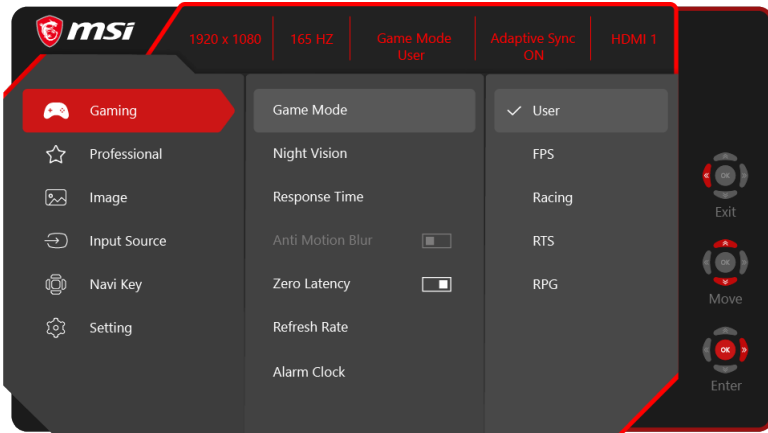 msi
1920 x 1080
165 HZ
Game Mode
User
Adaptive Sync
ON
HDMI 1
Gaming
Professional
Image
Input Source
Navi Key
Setting
Game Mode
Night Vision
Response Time
Anti Motion Blur
Zero Latency
Refresh Rate
Alarm Clock
User
FPS
Racing
RTS
RPG
OK
Exit
OK
Move
OK
Enter